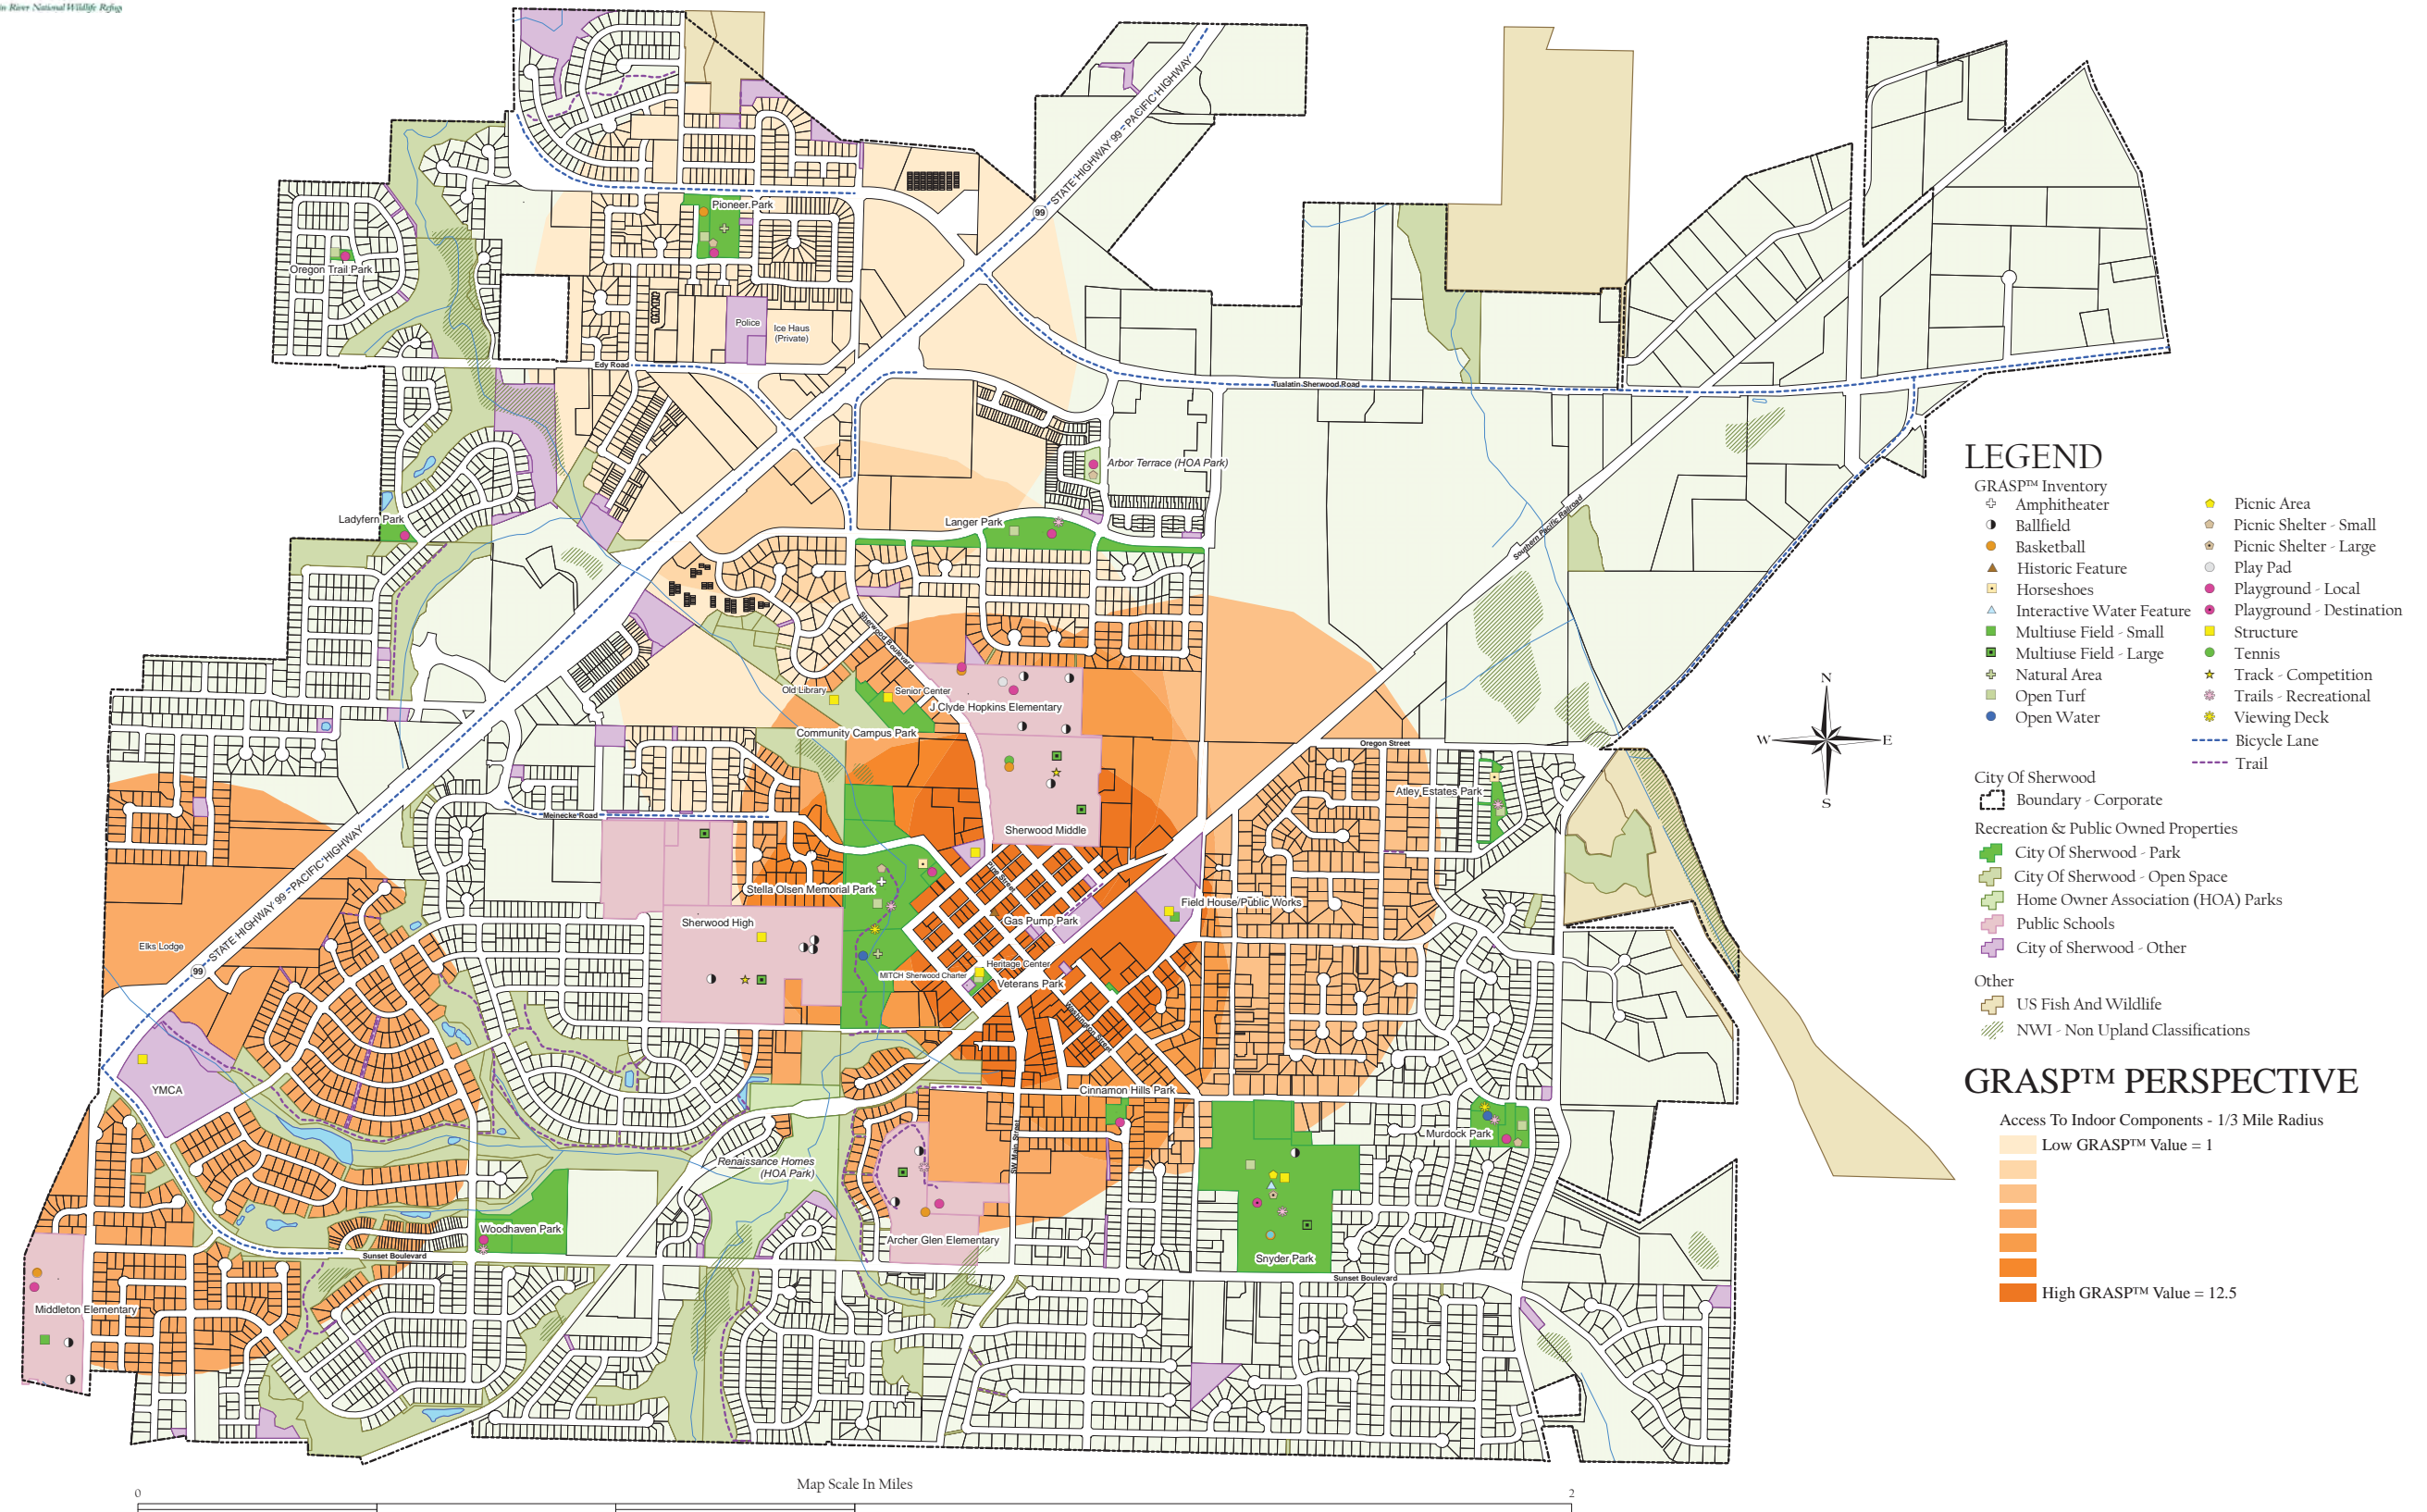 in River National Wildlife Refug
STATE HIGHWAY 99 - PACIFIC HIGHWAY
99
Pioneer Park
Oregon Trail Park
Police
Ice Haus
(Private)
Edy Road
Tualatin Sherwood Road
Arbor Terrace (HOA Park)
Ladyfern Park
Langer Park
Southern Pacific Railroad
Sherwood Boulevard
Old Library
Senior Center
J Clyde Hopkins Elementary
Community Campus Park
Oregon Street
Atley Estates Park
Meinecke Road
Sherwood Middle
Pine Street
Stella Olsen Memorial Park
Field House/Public Works
Sherwood High
Gas Pump Park
STATE HIGHWAY 99 - PACIFIC HIGHWAY
99
Elks Lodge
Heritage Center
MITCH Sherwood Charter
Veterans Park
Washington Street
YMCA
Cinnamon Hills Park
SW Main Street
Murdock Park
Renaissance Homes
(HOA Park)
Woodhaven Park
Archer Glen Elementary
Sunset Boulevard
Snyder Park
Sunset Boulevard
Middleton Elementary
N
W
E
S
LEGEND
GRASP™ Inventory
Amphitheater
Ballfield
Basketball
Historic Feature
Horseshoes
Interactive Water Feature
Multiuse Field - Small
Multiuse Field - Large
Natural Area
Open Turf
Open Water
Picnic Area
Picnic Shelter - Small
Picnic Shelter - Large
Play Pad
Playground - Local
Playground - Destination
Structure
Tennis
Track - Competition
Trails - Recreational
Viewing Deck
Bicycle Lane
Trail
City Of Sherwood
Boundary - Corporate
Recreation & Public Owned Properties
City Of Sherwood - Park
City Of Sherwood - Open Space
Home Owner Association (HOA) Parks
Public Schools
City of Sherwood - Other
Other
US Fish And Wildlife
NWI - Non Upland Classifications
GRASP™ PERSPECTIVE
Access To Indoor Components - 1/3 Mile Radius
Low GRASP™ Value = 1
High GRASP™ Value = 12.5
Map Scale In Miles
0
2